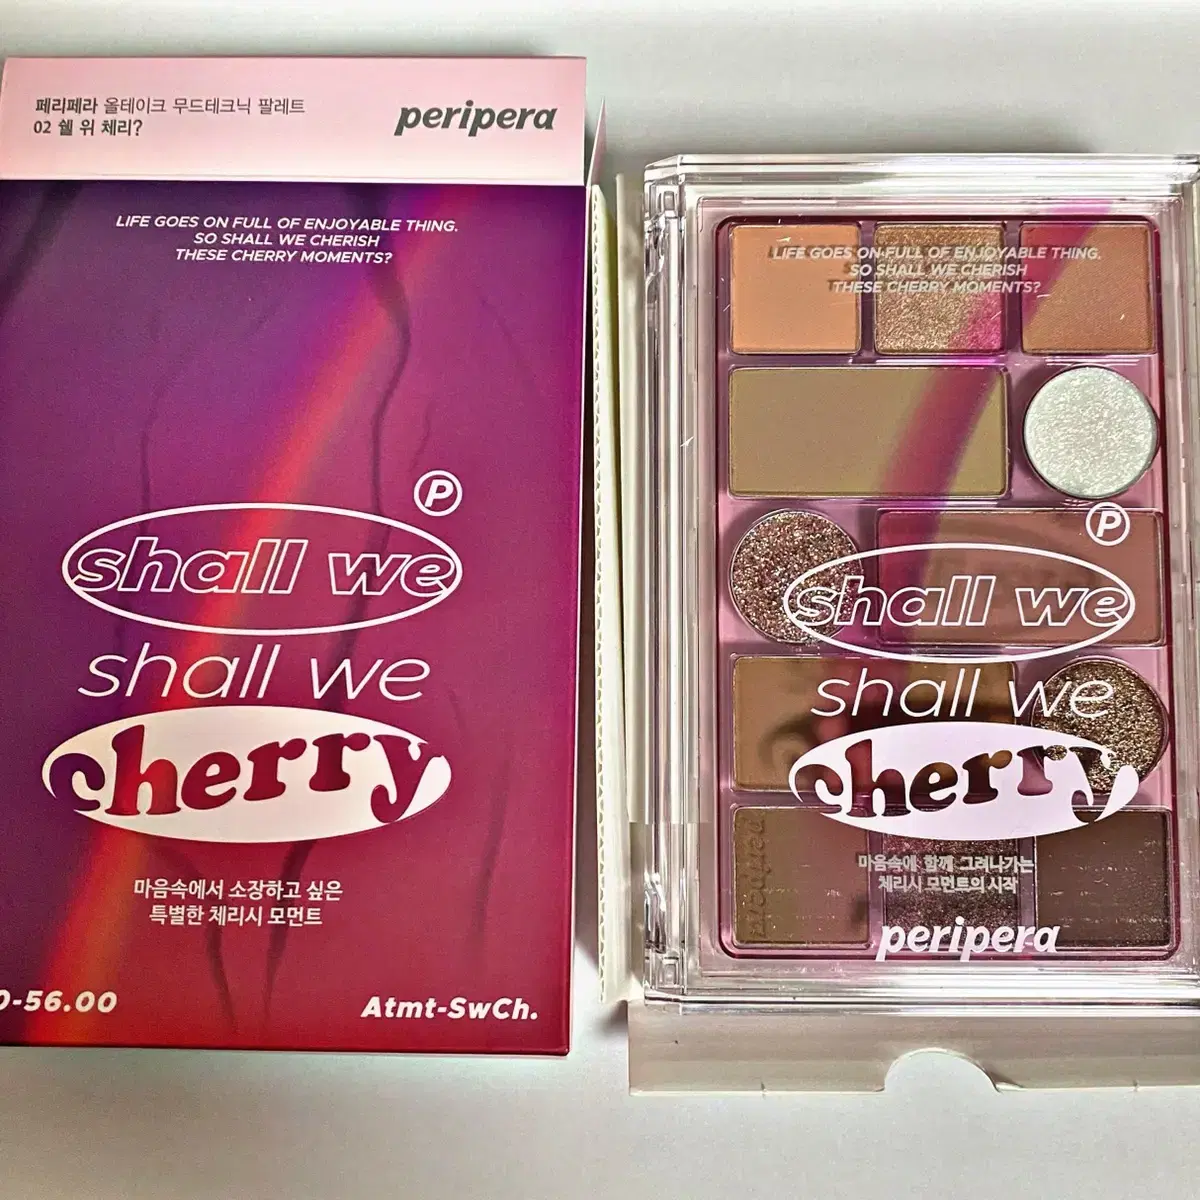 페리페라 올테이크 무드테크닉 팔레트
02 쉘 위 체리?
peripera
LIFE GOES ON FULL OF ENJOYABLE THING.
SO SHALL WE CHERISH
THESE CHERRY MOMENTS?
P
shall we
shall we
cherry
마음속에서 소장하고 싶은
특별한 체리시 모먼트
0-56.00
Atmt-SwCh.
LIFE GOES ON FULL OF ENJOYABLE THING.
SO SHALL WE CHERISH
THESE CHERRY MOMENTS?
P
shall we
shall we
cherry
마음속에 함께 그려나가는
체리시 모먼트의 시작
peripera
peripera